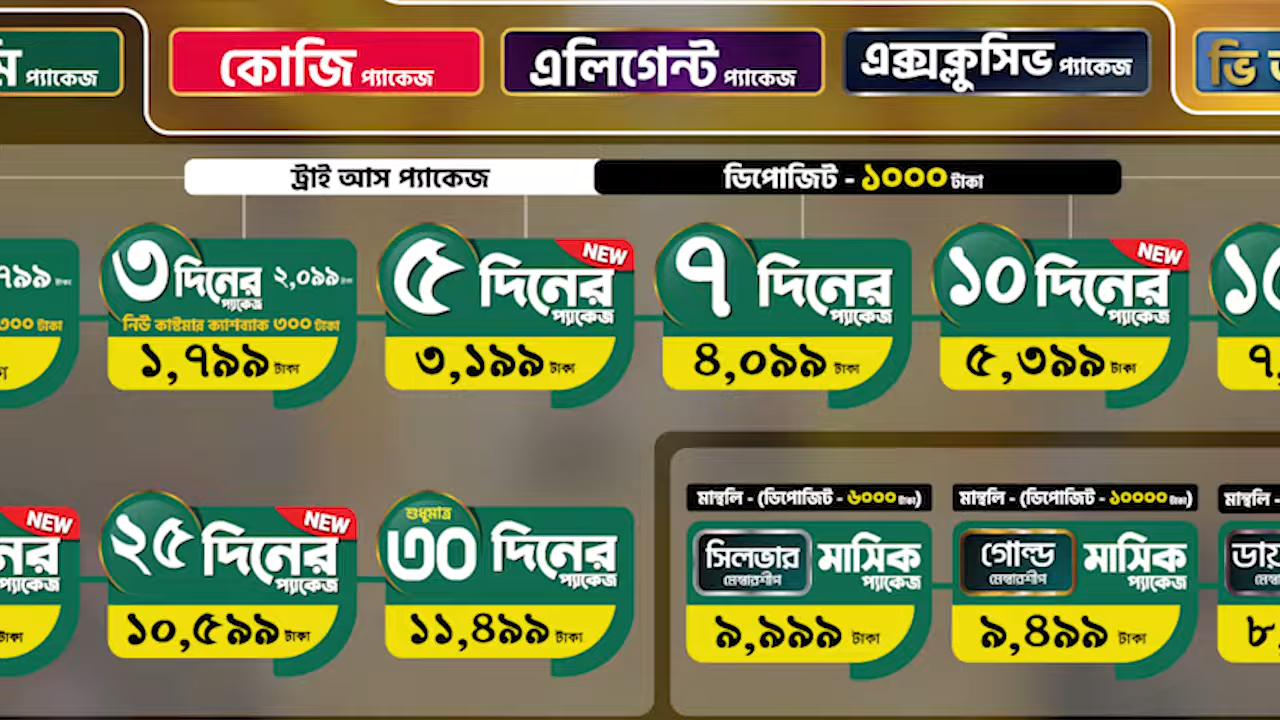 প্যাকেজ
কোজি প্যাকেজ
এলিগেন্ট প্যাকেজ
এক্সক্লুসিভ প্যাকেজ
ভি
ট্রাই আস প্যাকেজ
ডিপোজিট - ১০০০ টাকা
৭৯৯ টাকা
৩০০ টাকা
৩ দিনের প্যাকেজ ২,০৯৯ টাকা
নিউ কাষ্টমার ক্যাশব্যাক ৩০০ টাকা
১,৭৯৯ টাকা
NEW
৫ দিনের প্যাকেজ
৩,১৯৯ টাকা
৭ দিনের প্যাকেজ
৪,০৯৯ টাকা
NEW
১০ দিনের প্যাকেজ
৫,৩৯৯ টাকা
NEW
প্যাকেজ
টাকা
NEW
২৫ দিনের প্যাকেজ
১০,৫৯৯ টাকা
শুধুমাত্র
৩০ দিনের প্যাকেজ
১১,৪৯৯ টাকা
মান্থলি - (ডিপোজিট - ৬০০০ টাকা)
সিলভার মেম্বারশীপ মাসিক প্যাকেজ
৯,৯৯৯ টাকা
মান্থলি - (ডিপোজিট - ১০০০০ টাকা)
গোল্ড মেম্বারশীপ মাসিক প্যাকেজ
৯,৪৯৯ টাকা
মান্থলি -